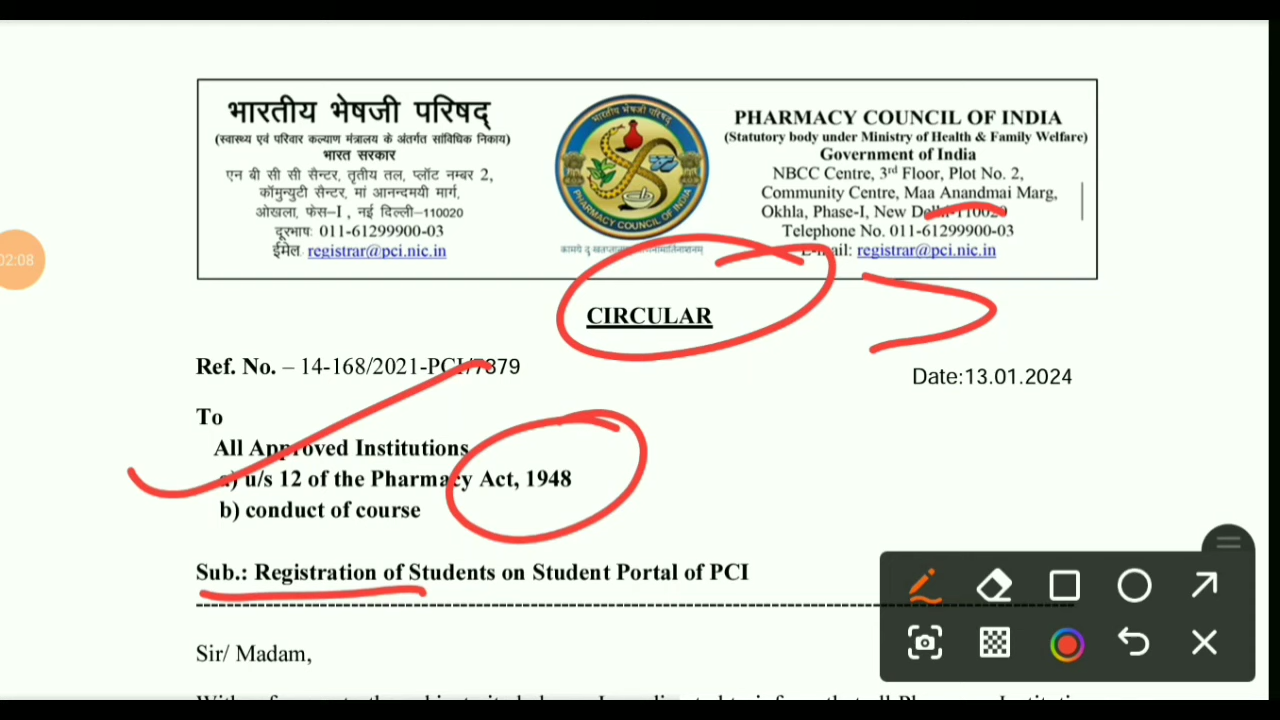 भारतीय भेषजी परिषद्
(स्वास्थ्य एवं परिवार कल्याण मंत्रालय के अंतर्गत सांविधिक निकाय)
भारत सरकार
एन बी सी सी सैन्टर, तृतीय तल, प्लॉट नम्बर 2,
कॉमुन्युटी सैन्टर, मां आनन्दमयी मार्ग,
ओखला, फेस-I , नई दिल्ली-110020
दूरभाषः 011-61299900-03
ईमेल: registrar@pci.nic.in
भारतीय भेषजी परिषद्
PHARMACY COUNCIL OF INDIA
PHARMACY COUNCIL OF INDIA
(Statutory body under Ministry of Health & Family Welfare)
Government of India
NBCC Centre, 3rd Floor, Plot No. 2,
Community Centre, Maa Anandmai Marg,
Okhla, Phase-I, New Delhi-110020
Telephone No. 011-61299900-03
E-mail: registrar@pci.nic.in
02:08
CIRCULAR
Ref. No. – 14-168/2021-PCI/7379
Date:13.01.2024
To
All Approved Institutions
a) u/s 12 of the Pharmacy Act, 1948
b) conduct of course
Sub.: Registration of Students on Student Portal of PCI
Sir/ Madam,